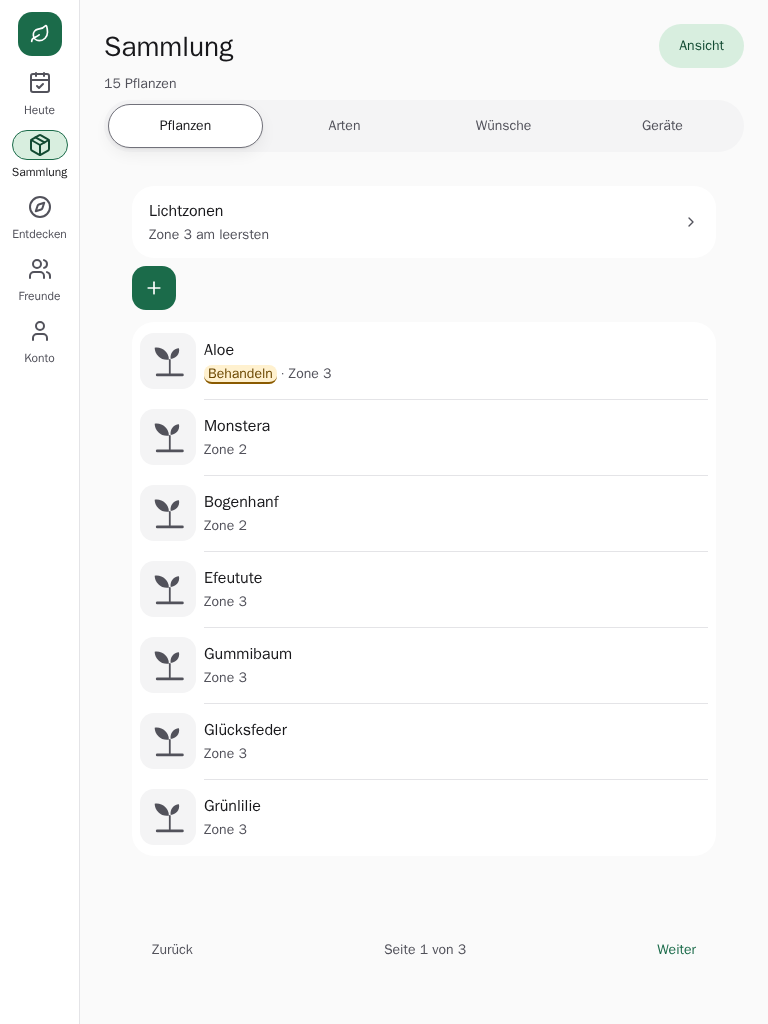 Heute
Sammlung
Entdecken
Freunde
Konto
Sammlung
Ansicht
15 Pflanzen
Pflanzen
Arten
Wünsche
Geräte
Lichtzonen
Zone 3 am leersten
Aloe
Behandeln · Zone 3
Monstera
Zone 2
Bogenhanf
Zone 2
Efeutute
Zone 3
Gummibaum
Zone 3
Glücksfeder
Zone 3
Grünlilie
Zone 3
Zurück
Seite 1 von 3
Weiter